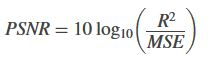 PSNR = 10 log₁₀(R²/MSE)